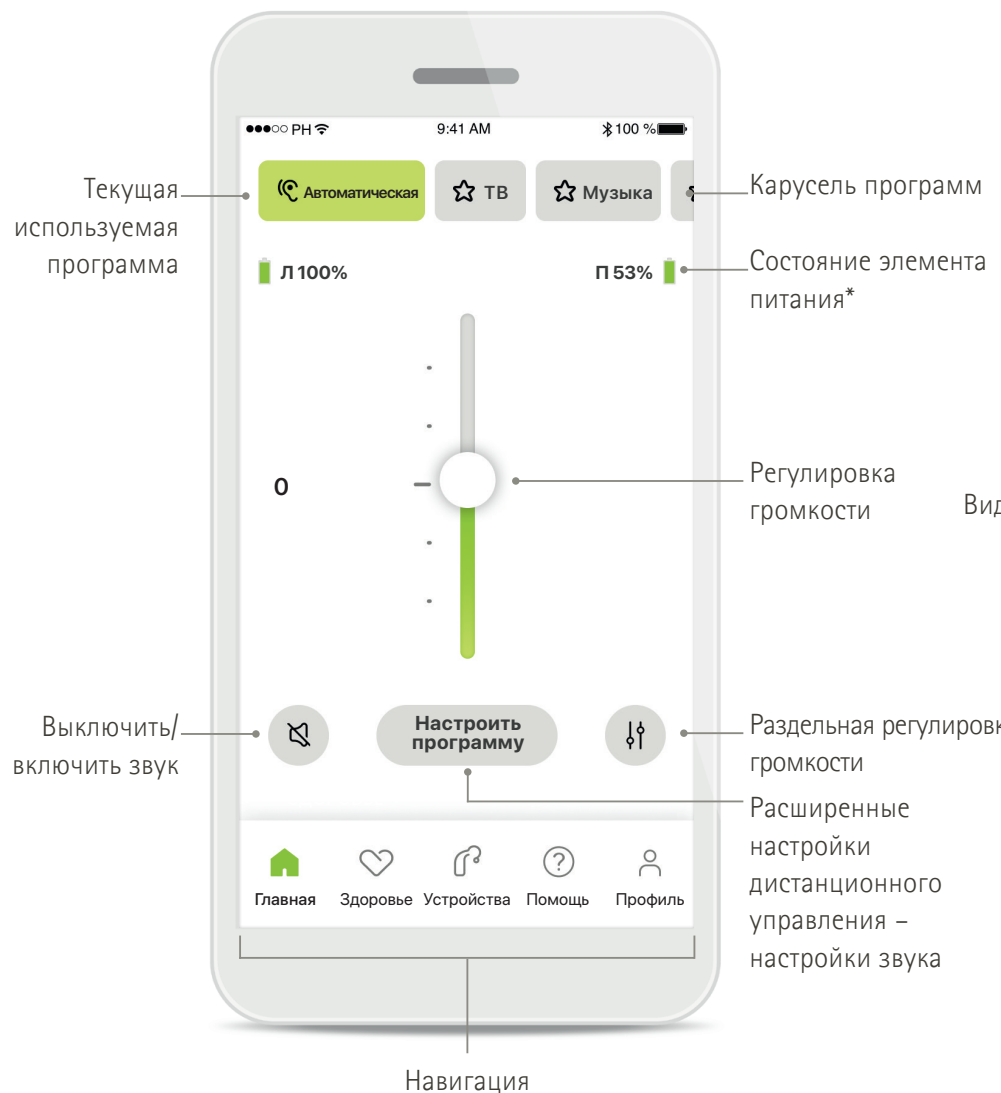 ●●●○○ PH 9:41 AM 100 %
Автоматическая ТВ Музыка
Текущая
используемая
программа
Карусель программ
Л 100% П 53%
Состояние элемента
питания*
0
Регулировка
громкости
Вид
Выключить/
включить звук
Настроить
программу
Раздельная регулировк
громкости
Расширенные
настройки
дистанционного
управления –
настройки звука
Главная Здоровье Устройства Помощь Профиль
Навигация